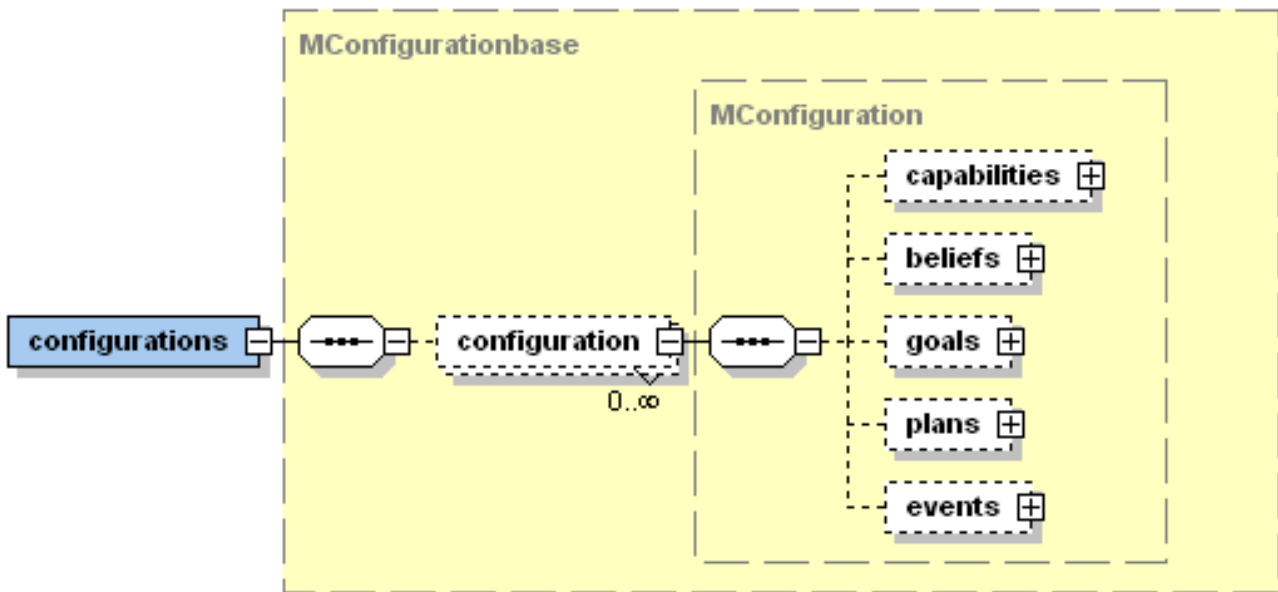 MConfigurationbase
MConfiguration
capabilities
beliefs
configurations
configuration
goals
0..∞
plans
events